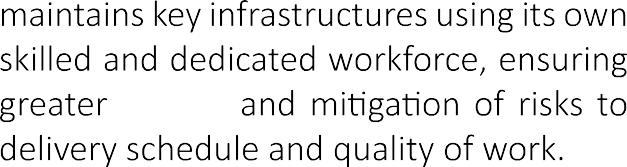 maintains key infrastructures using its own
skilled and dedicated workforce, ensuring
greater and mitigation of risks to
delivery schedule and quality of work.